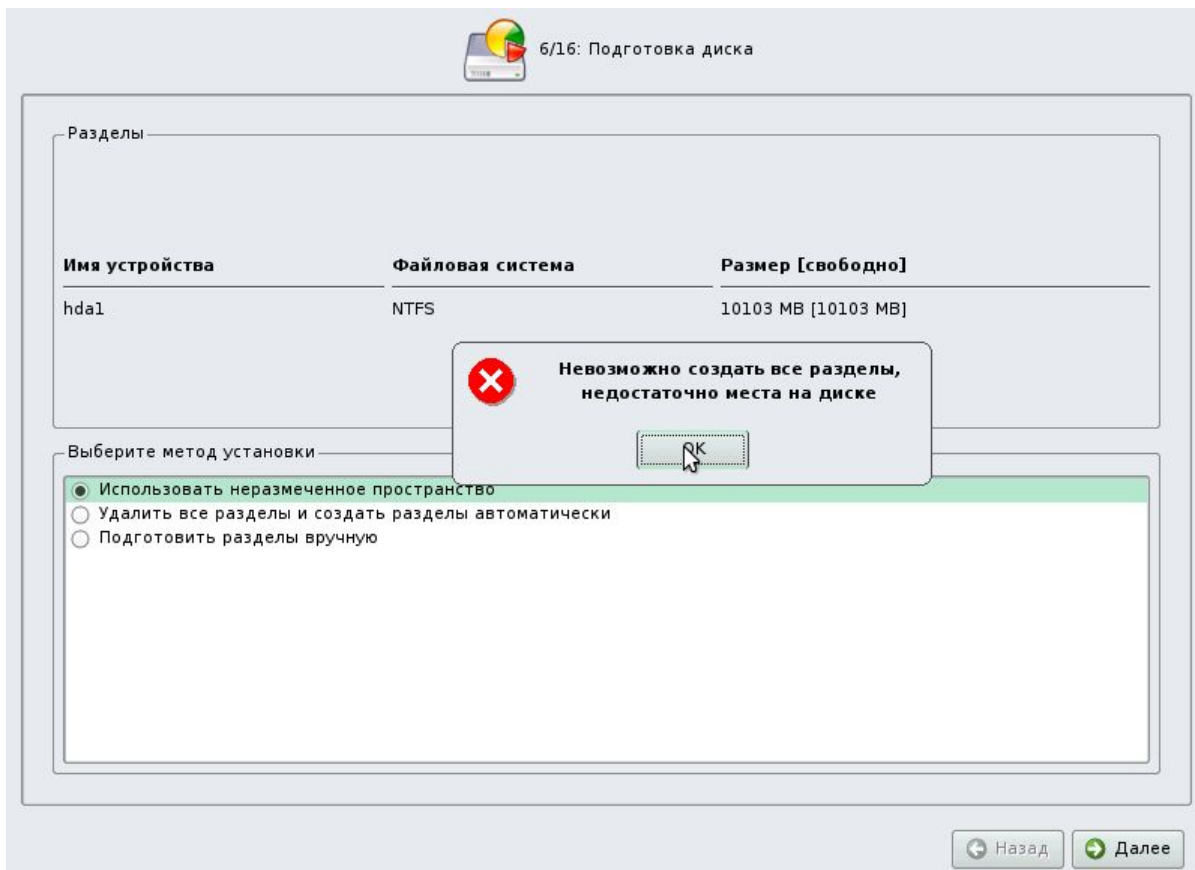 6/16: Подготовка диска
Разделы
Имя устройства Файловая система Размер [свободно]
hda1 NTFS 10103 MB [10103 MB]
Невозможно создать все разделы,
недостаточно места на диске
OK
Выберите метод установки
Использовать неразмеченное пространство
Удалить все разделы и создать разделы автоматически
Подготовить разделы вручную
Назад Далее